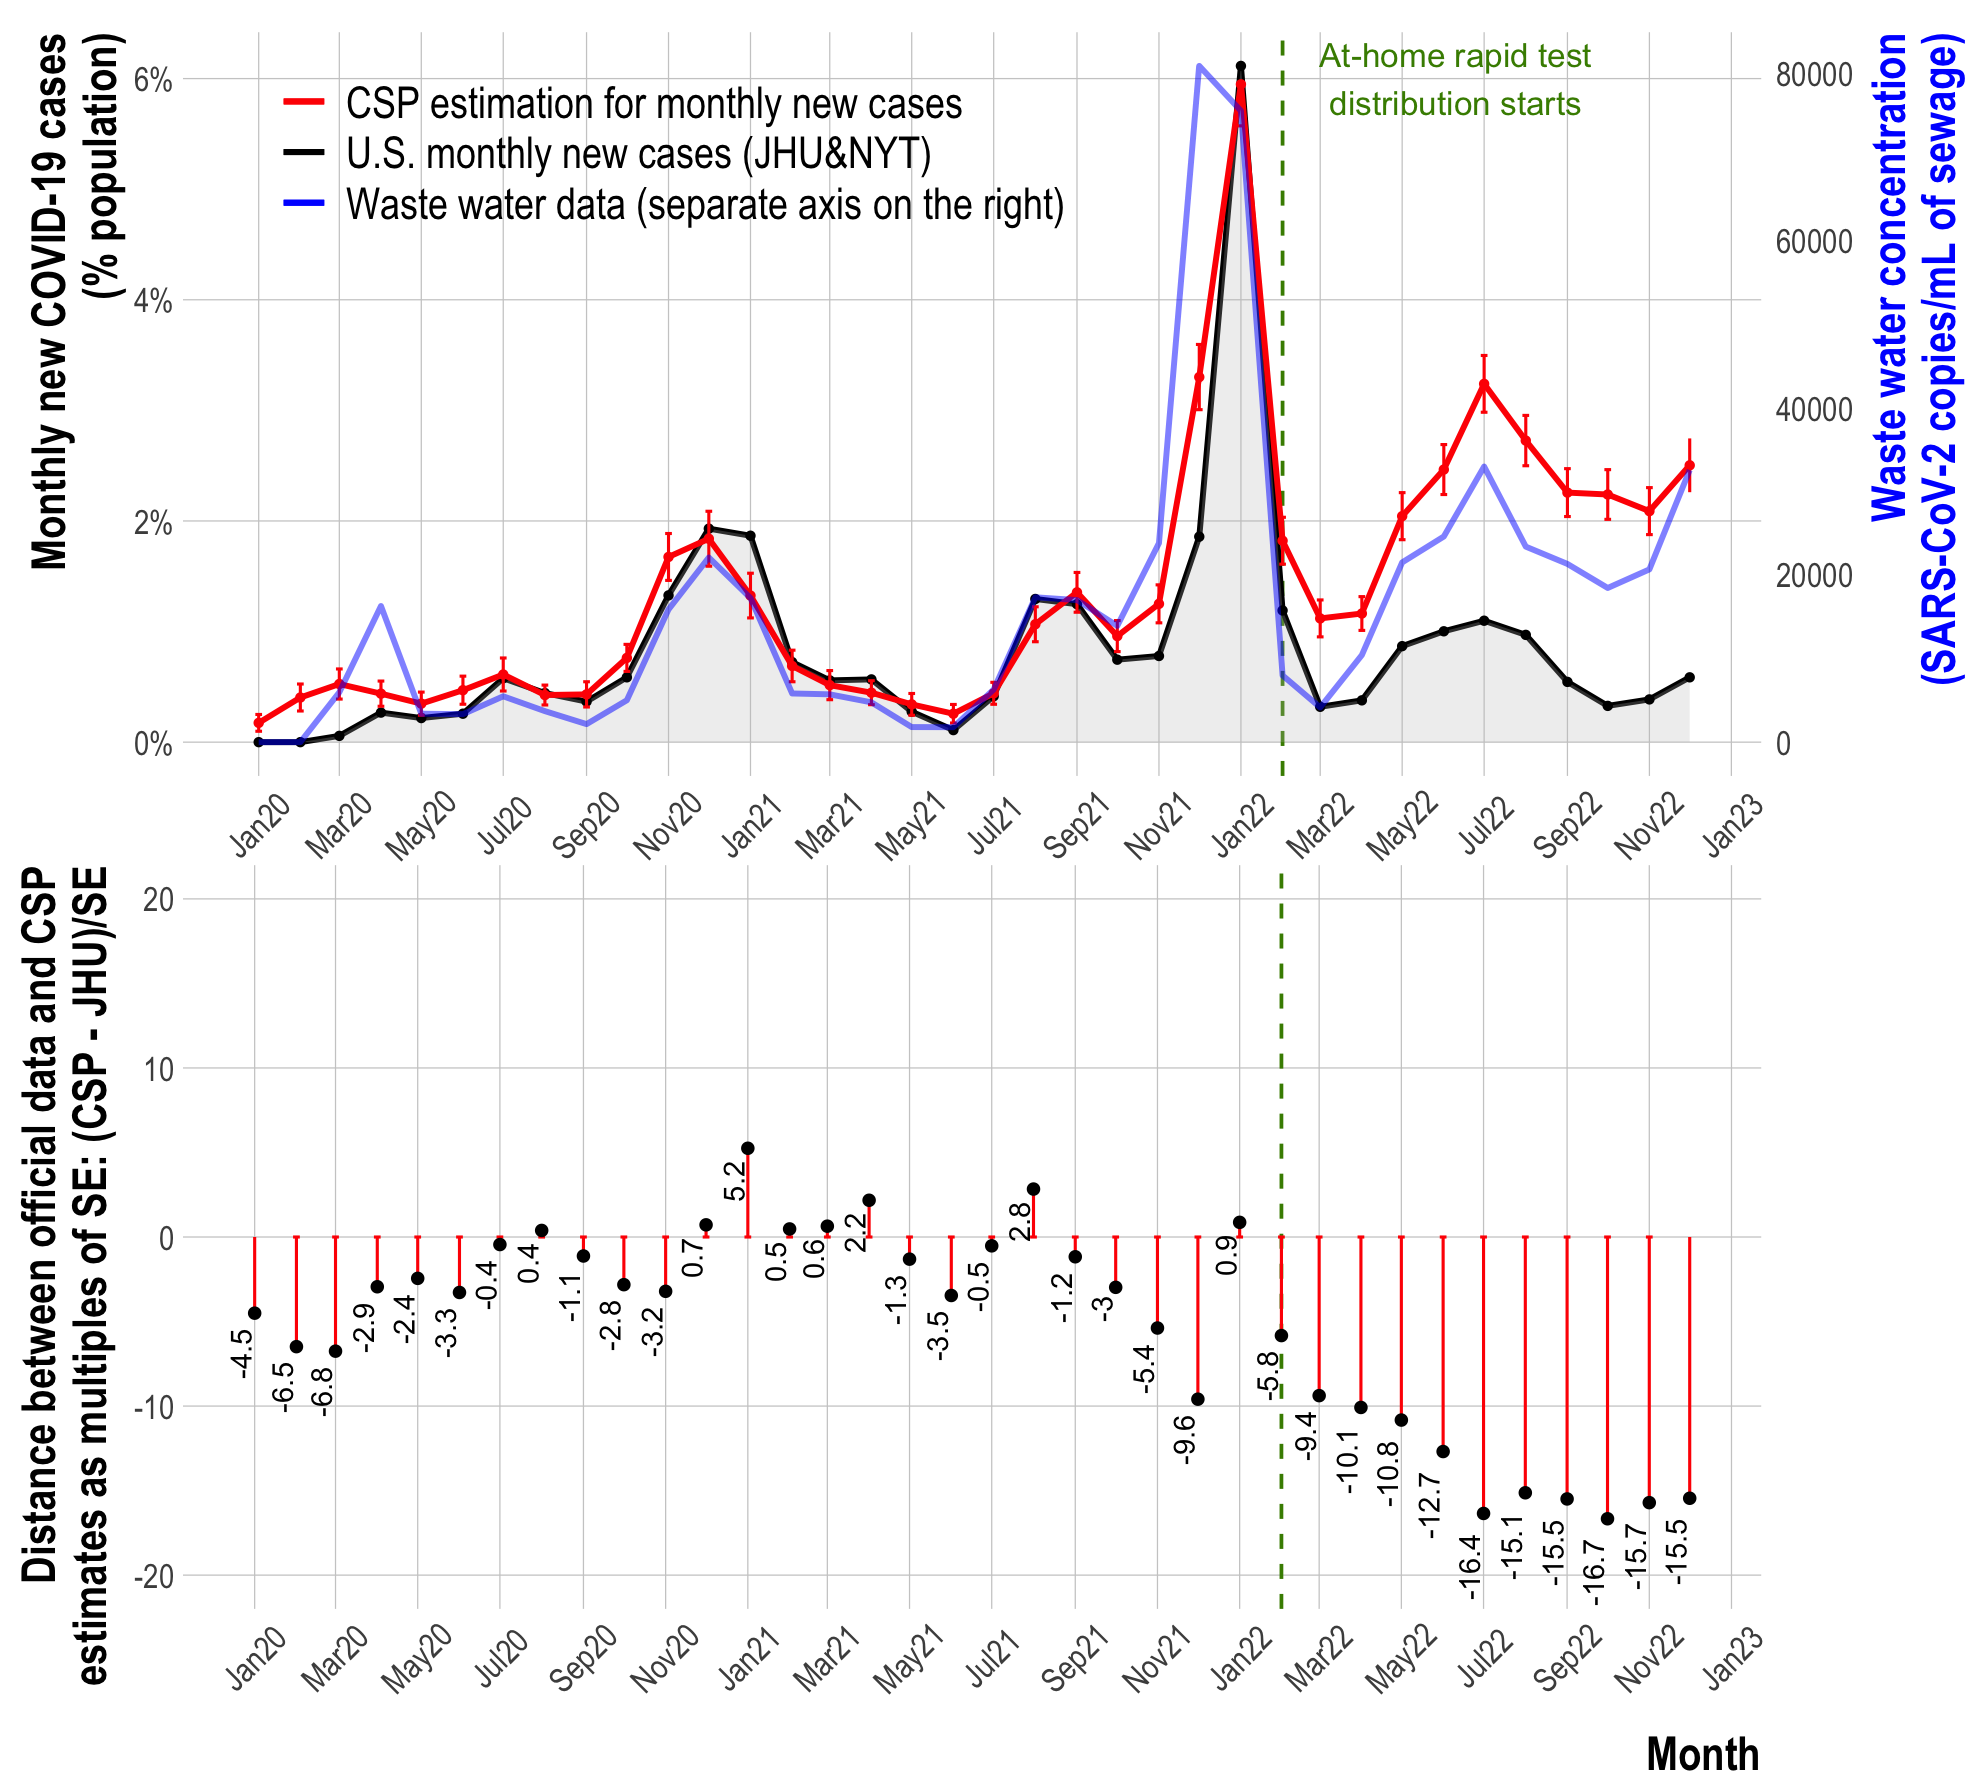 Monthly new COVID-19 cases
(% population)
6%
4%
2%
0%
CSP estimation for monthly new cases
U.S. monthly new cases (JHU&NYT)
Waste water data (separate axis on the right)
At-home rapid test
distribution starts
80000
60000
40000
20000
0
Waste water concentration
(SARS-CoV-2 copies/mL of sewage)
Jan20
Mar20
May20
Jul20
Sep20
Nov20
Jan21
Mar21
May21
Jul21
Sep21
Nov21
Jan22
Mar22
May22
Jul22
Sep22
Nov22
Jan23
Distance between official data and CSP
estimates as multiples of SE: (CSP - JHU)/SE
20
10
0
-10
-20
-4.5
-6.5
-6.8
-2.9
-2.4
-3.3
-0.4
0.4
-1.1
-2.8
-3.2
0.7
5.2
0.5
0.6
2.2
-1.3
-3.5
-0.5
2.8
-1.2
-3
-5.4
-9.6
0.9
-5.8
-9.4
-10.1
-10.8
-12.7
-16.4
-15.1
-15.5
-16.7
-15.7
-15.5
Jan20
Mar20
May20
Jul20
Sep20
Nov20
Jan21
Mar21
May21
Jul21
Sep21
Nov21
Jan22
Mar22
May22
Jul22
Sep22
Nov22
Jan23
Month